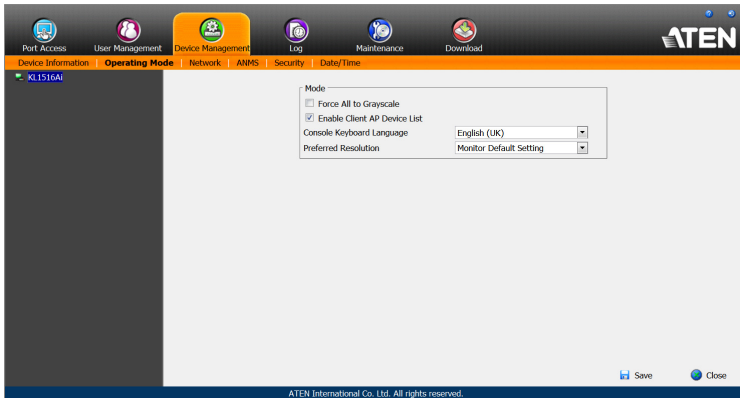 Port Access User Management Device Management Log Maintenance Download
ATEN
Device Information | Operating Mode | Network | ANMS | Security | Date/Time
KL1516Ai
Mode
Force All to Grayscale
Enable Client AP Device List
Console Keyboard Language English (UK)
Preferred Resolution Monitor Default Setting
Save Close
ATEN International Co. Ltd. All rights reserved.